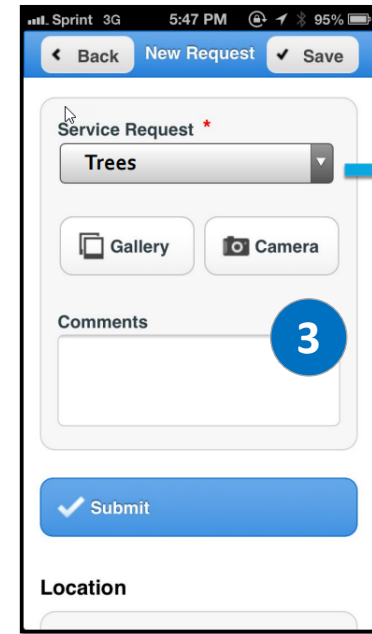 Sprint 3G 5:47 PM 95%
Back New Request Save
Service Request *
Trees
Gallery Camera
Comments
3
Submit
Location